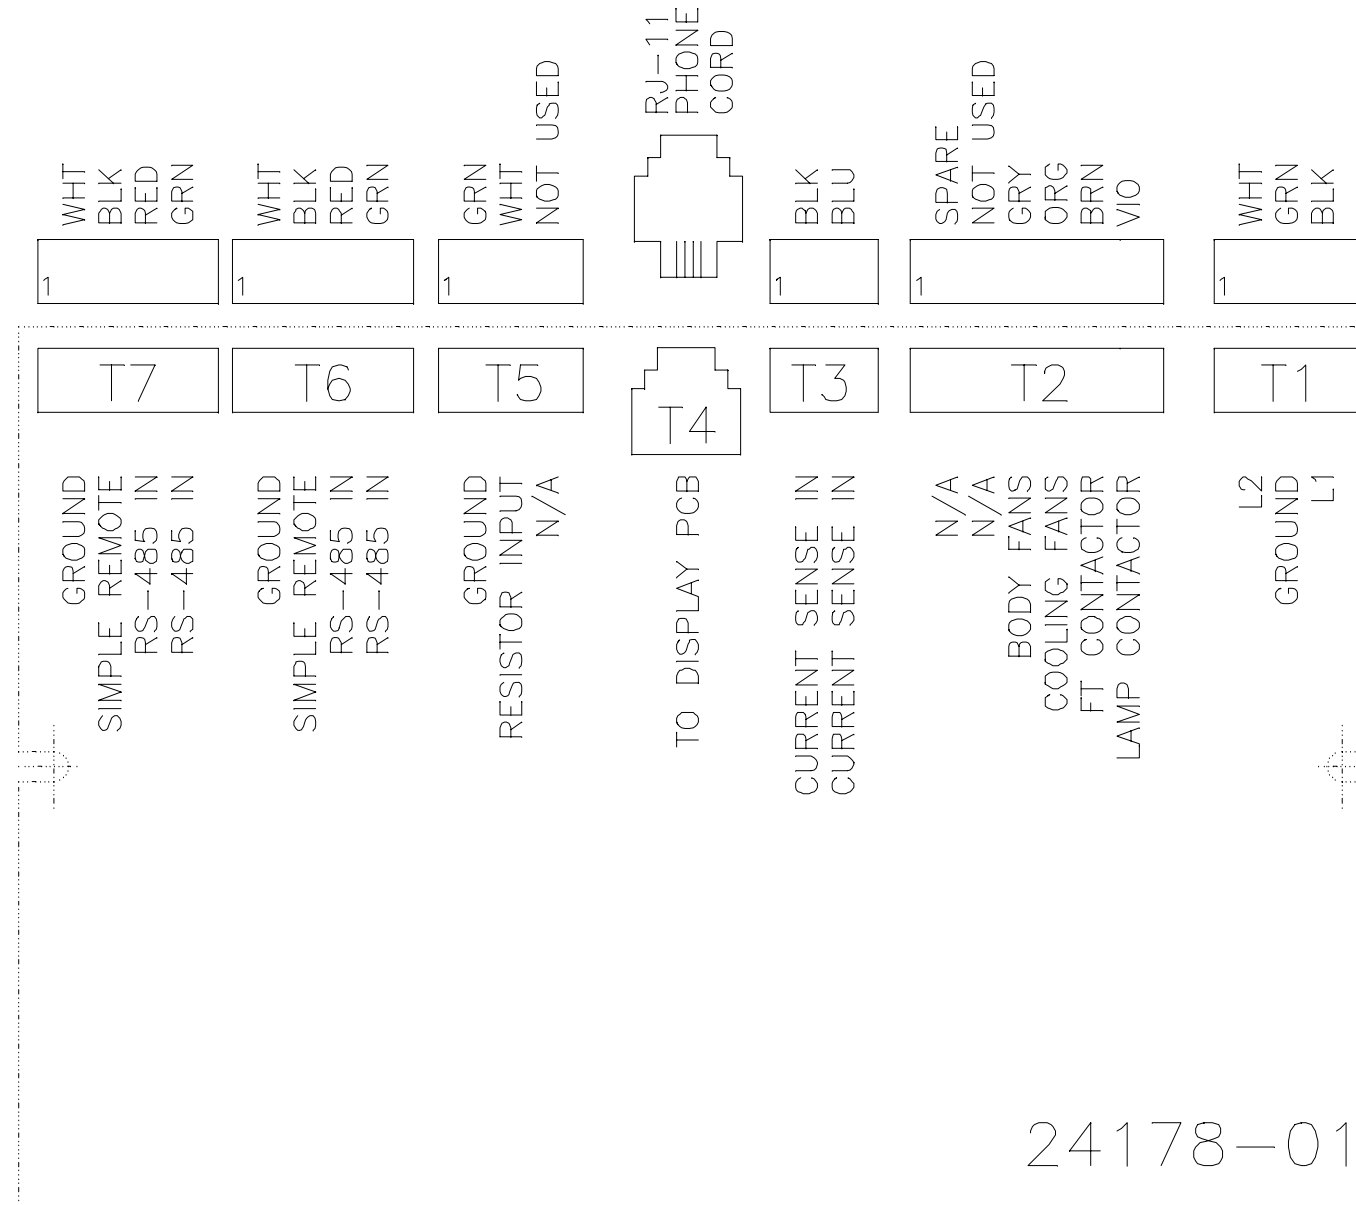 WHT
BLK
RED
GRN
WHT
BLK
RED
GRN
GRN
WHT
NOT USED
RJ-11
PHONE
CORD
BLK
BLU
SPARE
NOT USED
GRY
ORG
BRN
VIO
WHT
GRN
BLK
1
1
1
1
1
1
T7
T6
T5
T4
T3
T2
T1
GROUND
SIMPLE REMOTE
RS-485 IN
RS-485 IN
GROUND
SIMPLE REMOTE
RS-485 IN
RS-485 IN
GROUND
RESISTOR INPUT
N/A
TO DISPLAY PCB
CURRENT SENSE IN
CURRENT SENSE IN
N/A
N/A
BODY FANS
COOLING FANS
FT CONTACTOR
LAMP CONTACTOR
L2
GROUND
L1
24178-01